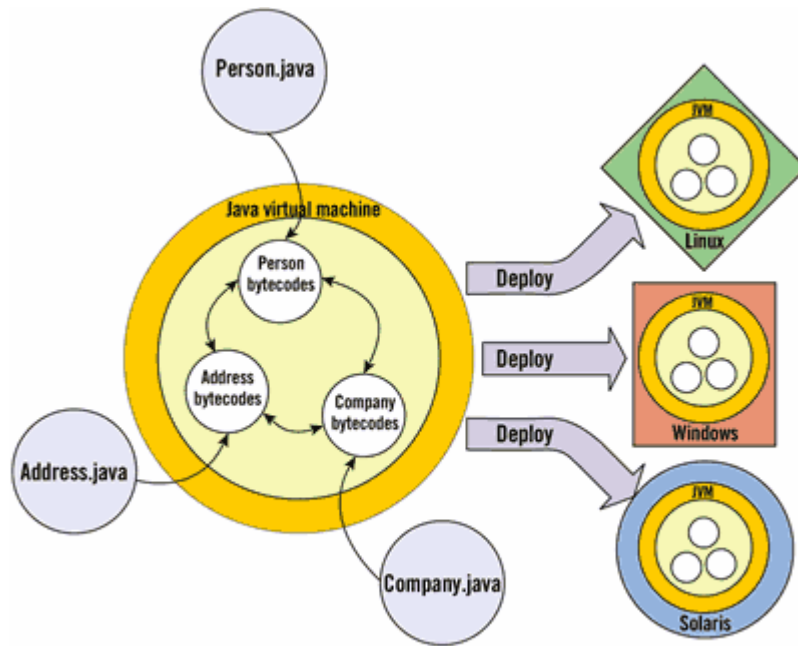 Person.java
Java virtual machine
Person
bytecodes
Address
bytecodes
Company
bytecodes
Address.java
Company.java
Deploy
Deploy
Deploy
JVM
Linux
JVM
Windows
JVM
Solaris